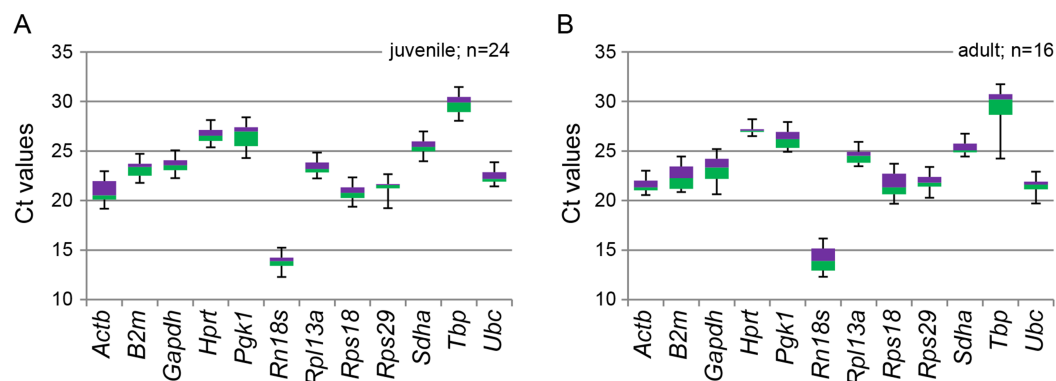 A
B
juvenile; n=24
adult; n=16
Ct values
35
30
25
20
15
10
Actb
B2m
Gapdh
Hprt
Pgk1
Rn18s
Rpl13a
Rps18
Rps29
Sdha
Tbp
Ubc
Ct values
35
30
25
20
15
10
Actb
B2m
Gapdh
Hprt
Pgk1
Rn18s
Rpl13a
Rps18
Rps29
Sdha
Tbp
Ubc